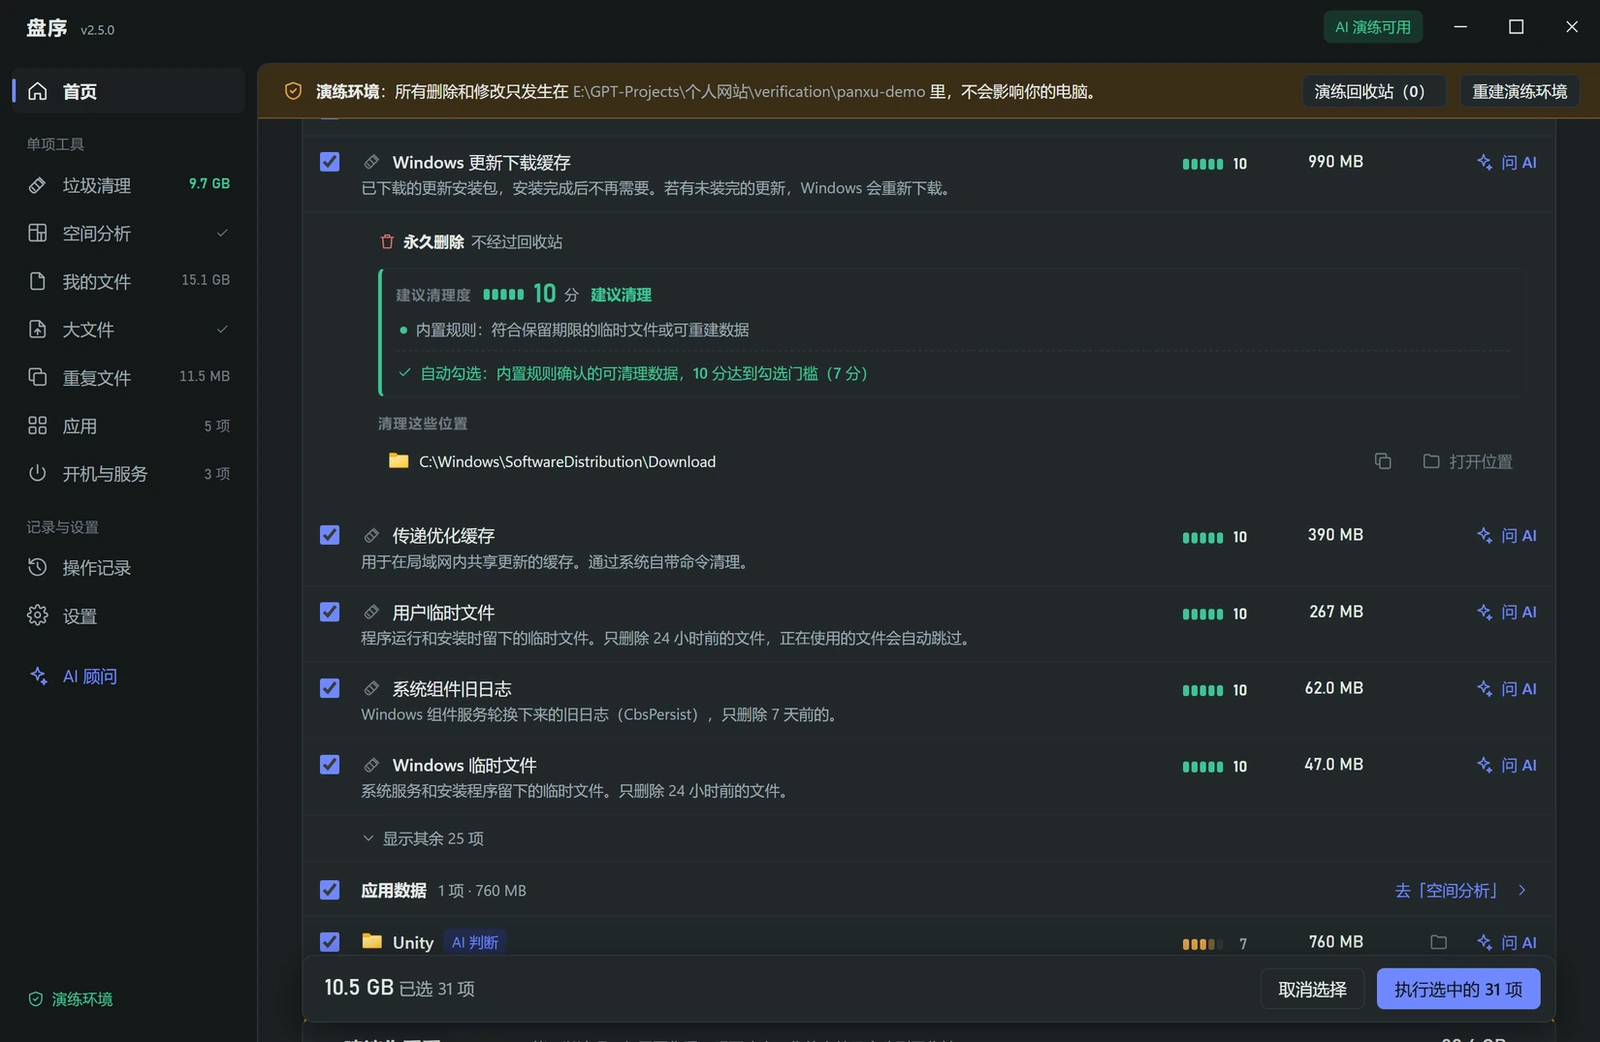 盘序 v2.5.0
AI 演练可用
首页
单项工具
垃圾清理 9.7 GB
空间分析
我的文件 15.1 GB
大文件
重复文件 11.5 MB
应用 5 项
开机与服务 3 项
记录与设置
操作记录
设置
AI 顾问
演练环境
演练环境：所有删除和修改只发生在 E:\GPT-Projects\个人网站\verification\panxu-demo 里，不会影响你的电脑。
演练回收站（0）
重建演练环境
Windows 更新下载缓存 10 990 MB 问 AI
已下载的更新安装包，安装完成后不再需要。若有未装完的更新，Windows 会重新下载。
永久删除 不经过回收站
建议清理度 10 分 建议清理
内置规则：符合保留期限的临时文件或可重建数据
自动勾选：内置规则确认的可清理数据，10 分达到勾选门槛（7 分）
清理这些位置
C:\Windows\SoftwareDistribution\Download 打开位置
传递优化缓存 10 390 MB 问 AI
用于在局域网内共享更新的缓存。通过系统自带命令清理。
用户临时文件 10 267 MB 问 AI
程序运行和安装时留下的临时文件。只删除 24 小时前的文件，正在使用的文件会自动跳过。
系统组件旧日志 10 62.0 MB 问 AI
Windows 组件服务轮换下来的旧日志（CbsPersist），只删除 7 天前的。
Windows 临时文件 10 47.0 MB 问 AI
系统服务和安装程序留下的临时文件。只删除 24 小时前的文件。
显示其余 25 项
应用数据 1 项 · 760 MB 去「空间分析」
Unity AI 判断 7 760 MB 问 AI
10.5 GB 已选 31 项
取消选择
执行选中的 31 项